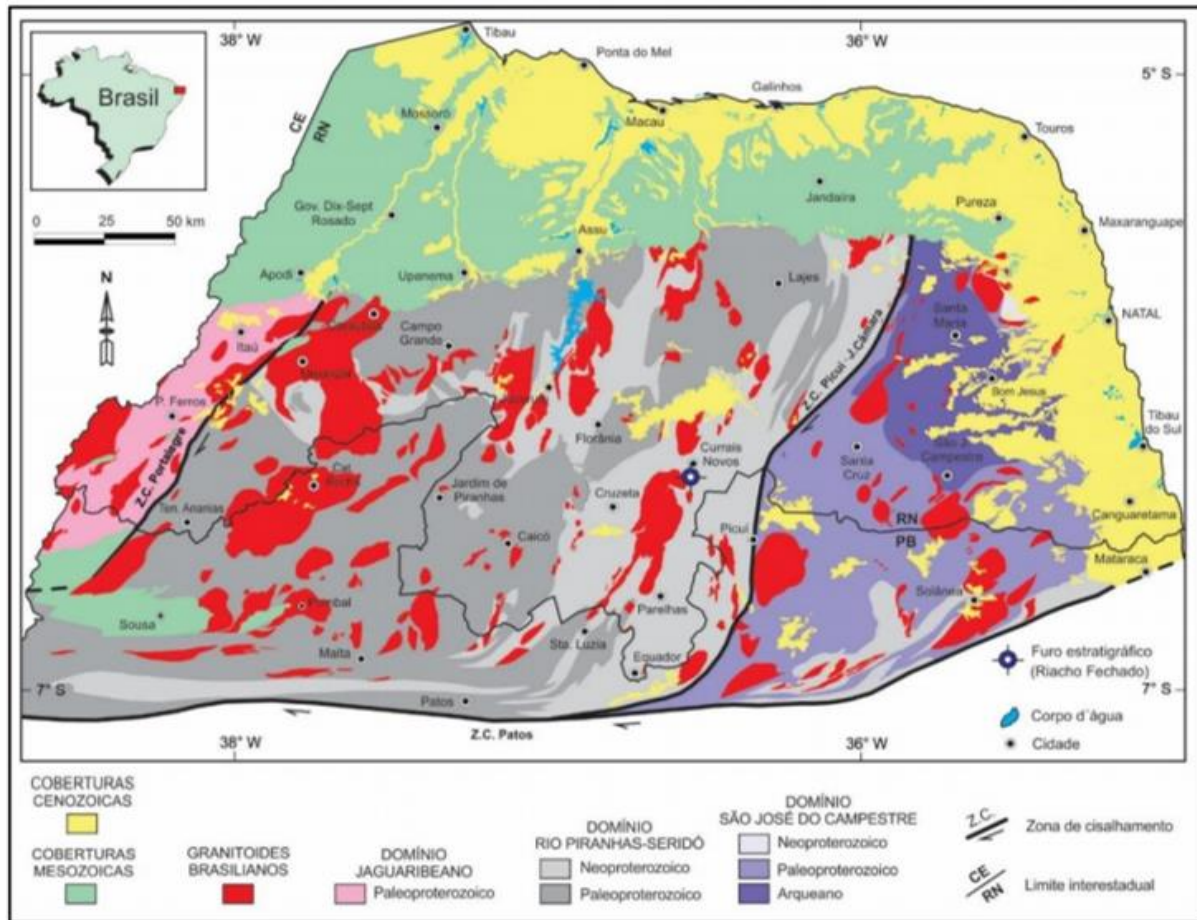 38° W
36° W
Tibau
Ponta do Mel
5° S
Galinhos
Brasil
CE
RN
Mossoró
Macau
Touros
0 25 50 km
Gov. Dix-Sept
Rosado
Jandaíra
Pureza
Maxaranguape
Assu
N
Apodi
Upanema
Lajes
Santa
Maria
NATAL
Caraúbas
Campo
Grande
Itaú
Umarizal
Z.C. Picuí - J.Câmara
Bom Jesus
P. Ferros
Florânia
Tibau
do Sul
Currais
Novos
Santa
Cruz
São J.
Campestre
Z.C. Portalegre
Jardim de
Piranhas
Cruzeta
Ten. Ananias
Canguaretama
RN
PB
Caicó
Picuí
Mataraca
Pombal
Parelhas
Solânea
Sousa
Sta. Luzia
Malta
Equador
Furo estratigráfico
(Riacho Fechado)
7° S
7° S
Patos
Corpo d´água
Z.C. Patos
Cidade
38° W
36° W
COBERTURAS
CENOZOICAS
COBERTURAS
MESOZOICAS
GRANITOIDES
BRASILIANOS
DOMÍNIO
JAGUARIBEANO
Paleoproterozoico
DOMÍNIO
RIO PIRANHAS-SERIDÓ
Neoproterozoico
Paleoproterozoico
DOMÍNIO
SÃO JOSÉ DO CAMPESTRE
Neoproterozoico
Paleoproterozoico
Arqueano
Z.C.
Zona de cisalhamento
CE
RN
Limite interestadual